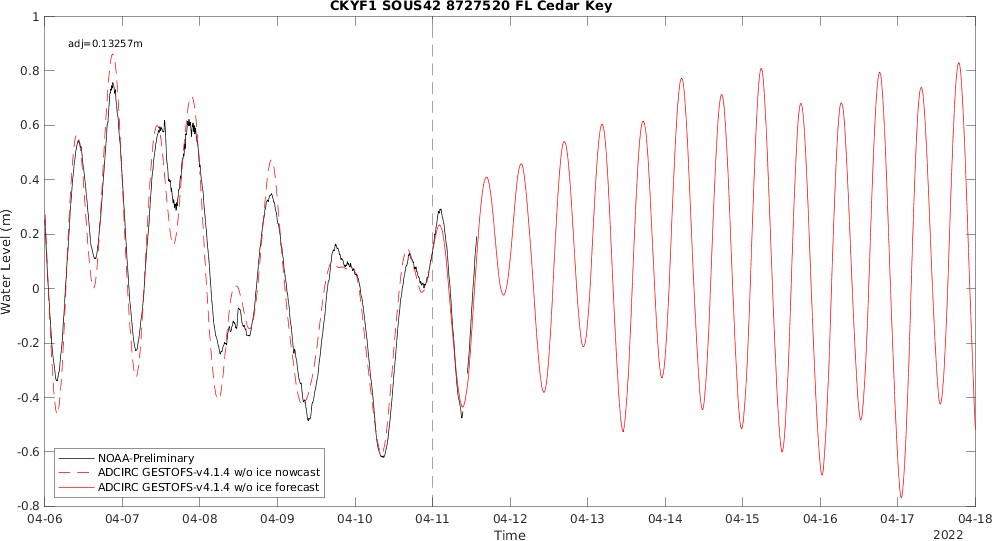 CKYF1 SOUS42 8727520 FL Cedar Key
adj=0.13257m
1
0.8
0.6
0.4
0.2
0
-0.2
-0.4
-0.6
-0.8
Water Level (m)
NOAA-Preliminary
ADCIRC GESTOFS-v4.1.4 w/o ice nowcast
ADCIRC GESTOFS-v4.1.4 w/o ice forecast
04-06 04-07 04-08 04-09 04-10 04-11 04-12 04-13 04-14 04-15 04-16 04-17 04-18
Time
2022